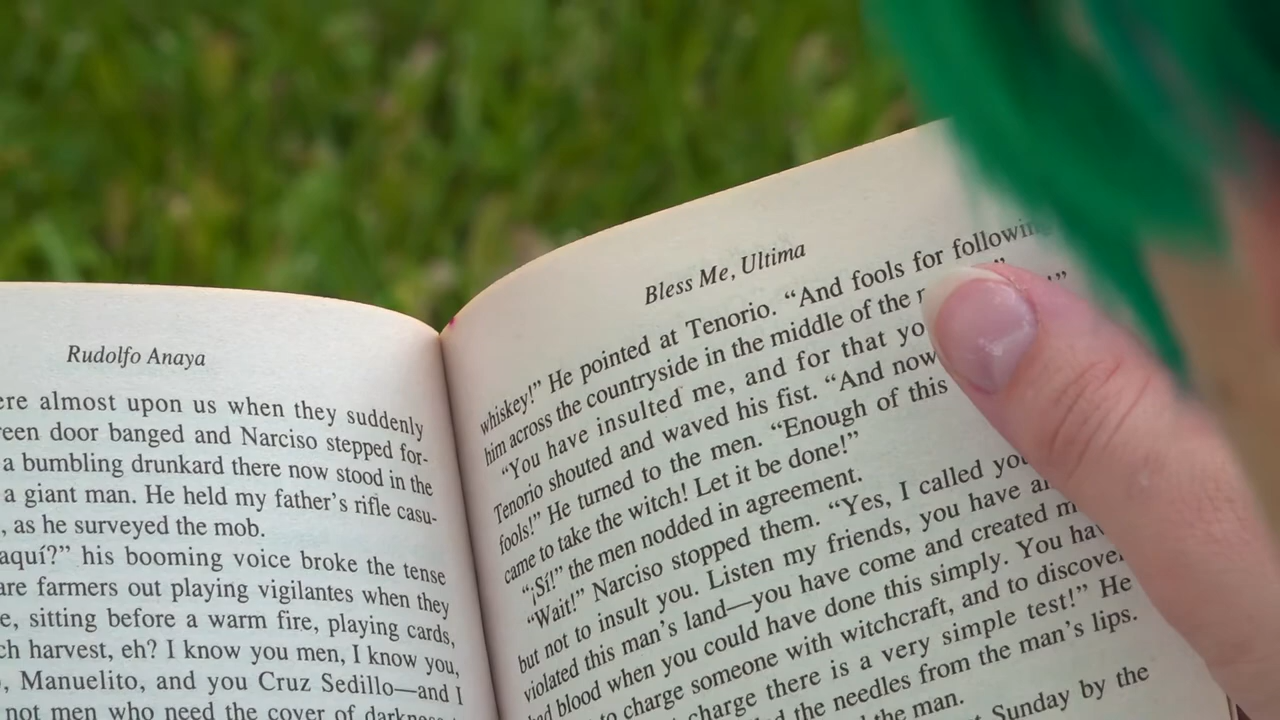 Rudolfo Anaya
ere almost upon us when they suddenly
reen door banged and Narciso stepped for-
a bumbling drunkard there now stood in the
a giant man. He held my father's rifle casu-
, as he surveyed the mob.
aquí?" his booming voice broke the tense
are farmers out playing vigilantes when they
e, sitting before a warm fire, playing cards,
ch harvest, eh? I know you men, I know you,
, Manuelito, and you Cruz Sedillo—and I
not men who need the cover of darkness
Bless Me, Ultima
whiskey!" He pointed at Tenorio. "And fools for following
him across the countryside in the middle of the
"You have insulted me, and for that yo
Tenorio shouted and waved his fist. "And now
fools!" He turned to the men. "Enough of this
came to take the witch! Let it be done!"
"¡Sí!" the men nodded in agreement.
"Wait!" Narciso stopped them. "Yes, I called you
but not to insult you. Listen my friends, you have
violated this man's land—you have come and created
bad blood when you could have done this simply. You have
to charge someone with witchcraft, and to discover
charge there is a very simple test!" He
the needles from the man's lips.
the man.
Sunday by the